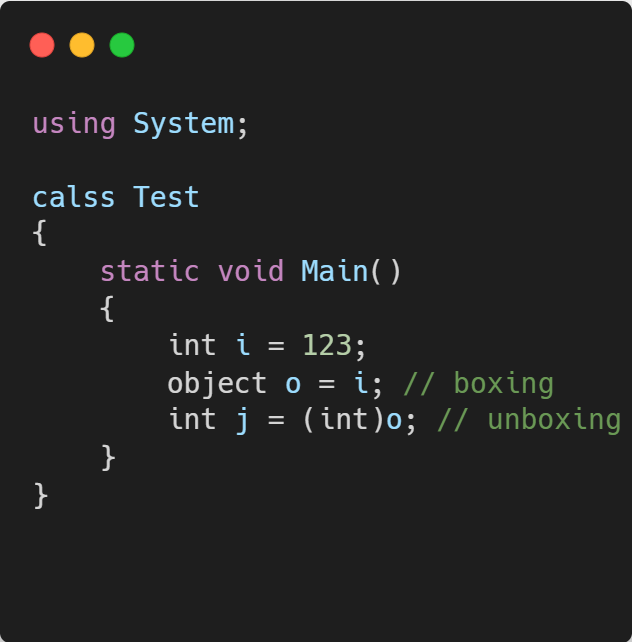 using System;
calss Test
{
static void Main()
{
int i = 123;
object o = i; // boxing
int j = (int)o; // unboxing
}
}